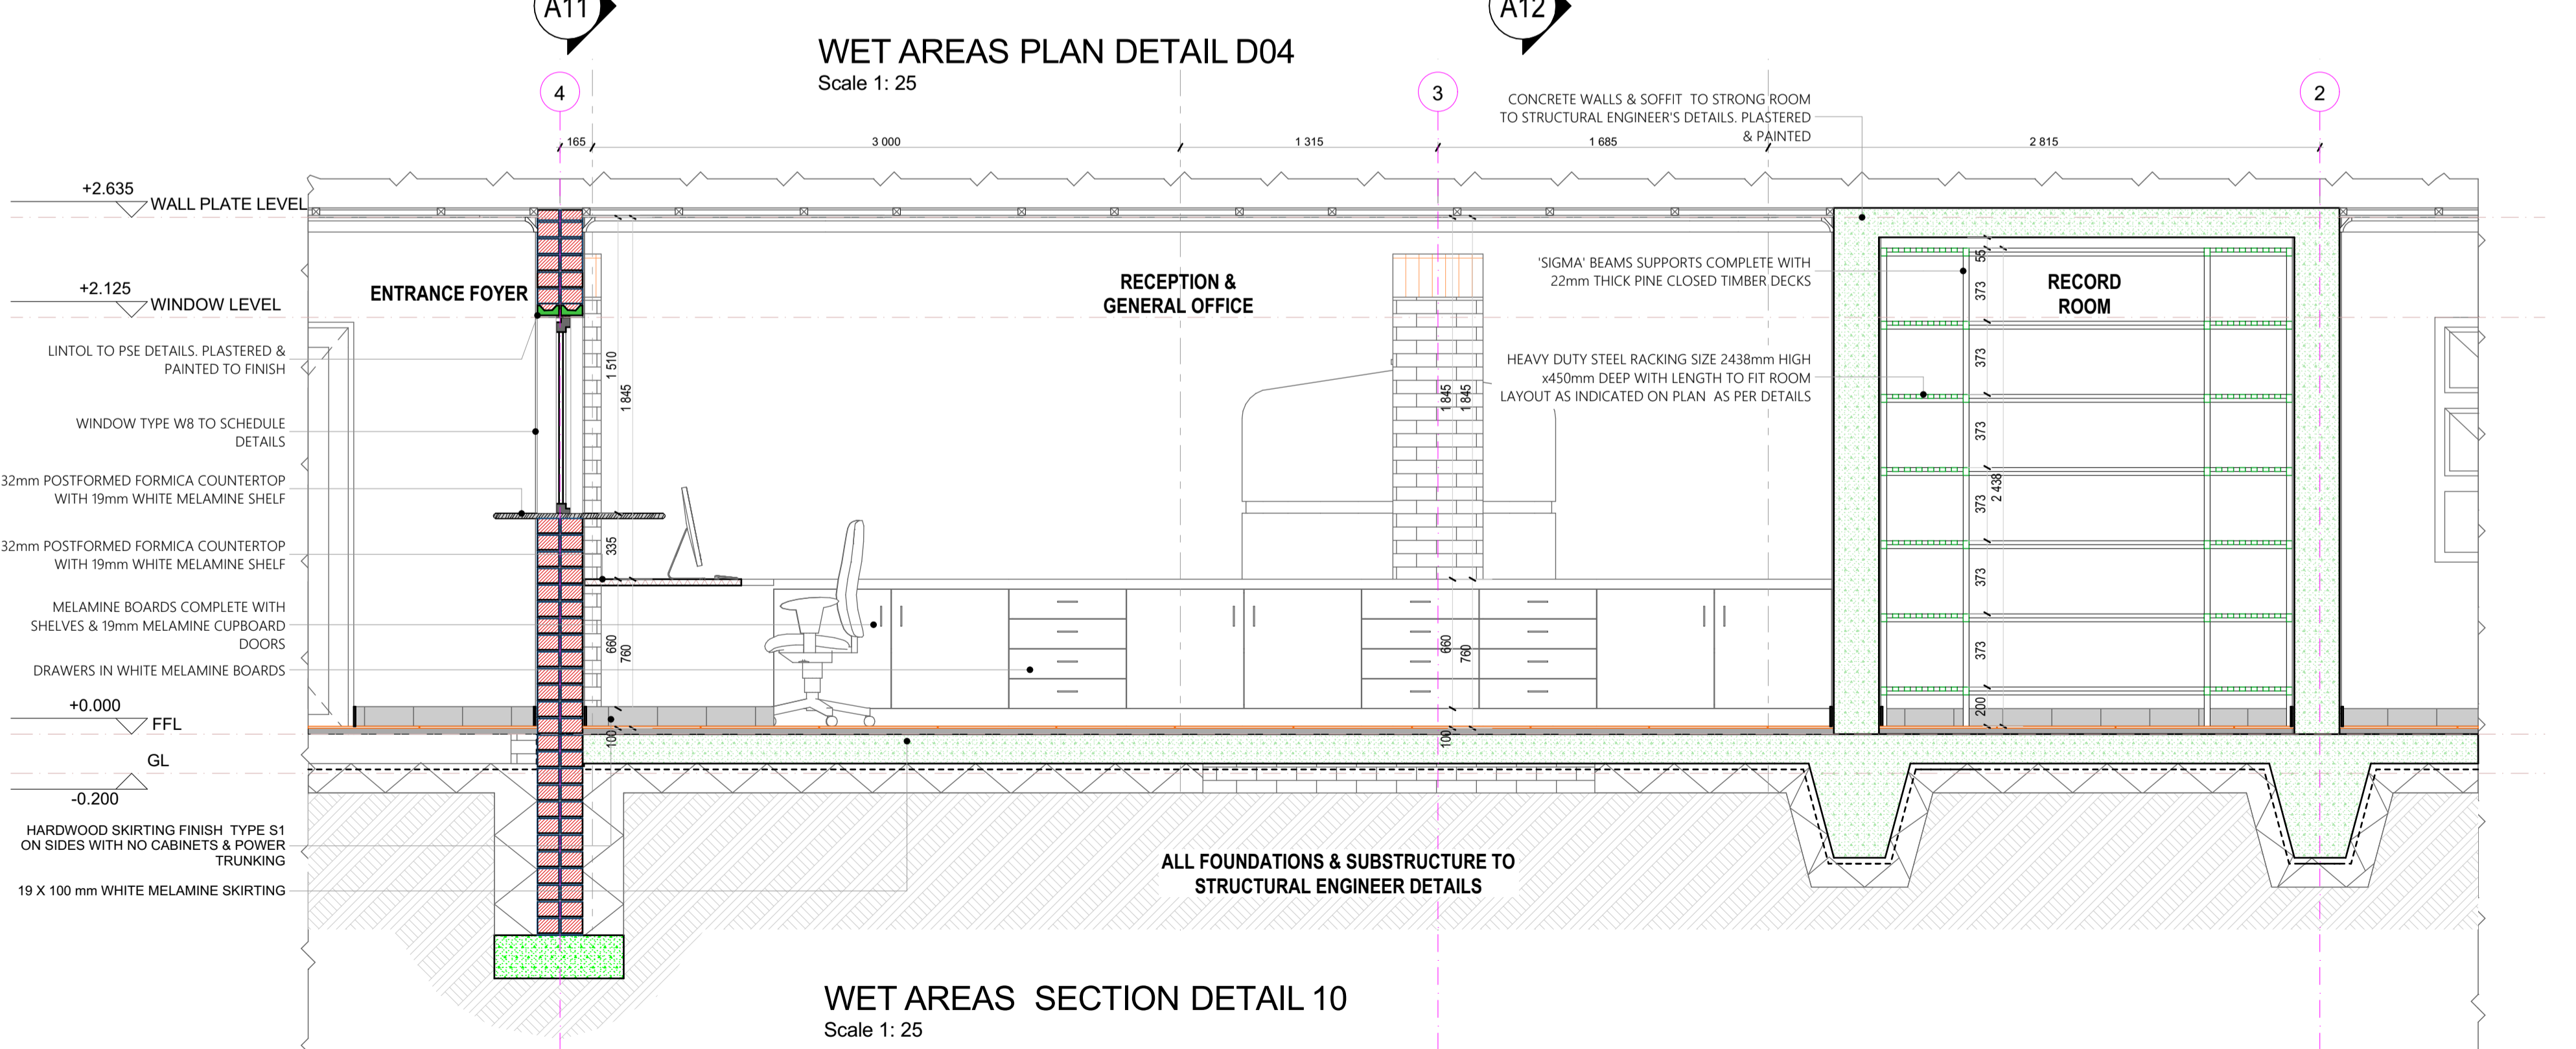 A11
A12
WET AREAS PLAN DETAIL D04
Scale 1: 25
4
3
2
CONCRETE WALLS & SOFFIT TO STRONG ROOM
TO STRUCTURAL ENGINEER'S DETAILS. PLASTERED
& PAINTED
165
3 000
1 315
1 685
2 815
+2.635
WALL PLATE LEVEL
+2.125
WINDOW LEVEL
ENTRANCE FOYER
RECEPTION &
GENERAL OFFICE
'SIGMA' BEAMS SUPPORTS COMPLETE WITH
22mm THICK PINE CLOSED TIMBER DECKS
RECORD
ROOM
LINTOL TO PSE DETAILS. PLASTERED &
PAINTED TO FINISH
HEAVY DUTY STEEL RACKING SIZE 2438mm HIGH
x450mm DEEP WITH LENGTH TO FIT ROOM
LAYOUT AS INDICATED ON PLAN AS PER DETAILS
WINDOW TYPE W8 TO SCHEDULE
DETAILS
32mm POSTFORMED FORMICA COUNTERTOP
WITH 19mm WHITE MELAMINE SHELF
32mm POSTFORMED FORMICA COUNTERTOP
WITH 19mm WHITE MELAMINE SHELF
MELAMINE BOARDS COMPLETE WITH
SHELVES & 19mm MELAMINE CUPBOARD
DOORS
DRAWERS IN WHITE MELAMINE BOARDS
1 510
1 845
335
660
760
100
1 845
1 845
660
760
100
55
373
373
373
373
373
373
200
2 438
+0.000
FFL
GL
-0.200
HARDWOOD SKIRTING FINISH TYPE S1
ON SIDES WITH NO CABINETS & POWER
TRUNKING
19 X 100 mm WHITE MELAMINE SKIRTING
ALL FOUNDATIONS & SUBSTRUCTURE TO
STRUCTURAL ENGINEER DETAILS
WET AREAS SECTION DETAIL 10
Scale 1: 25